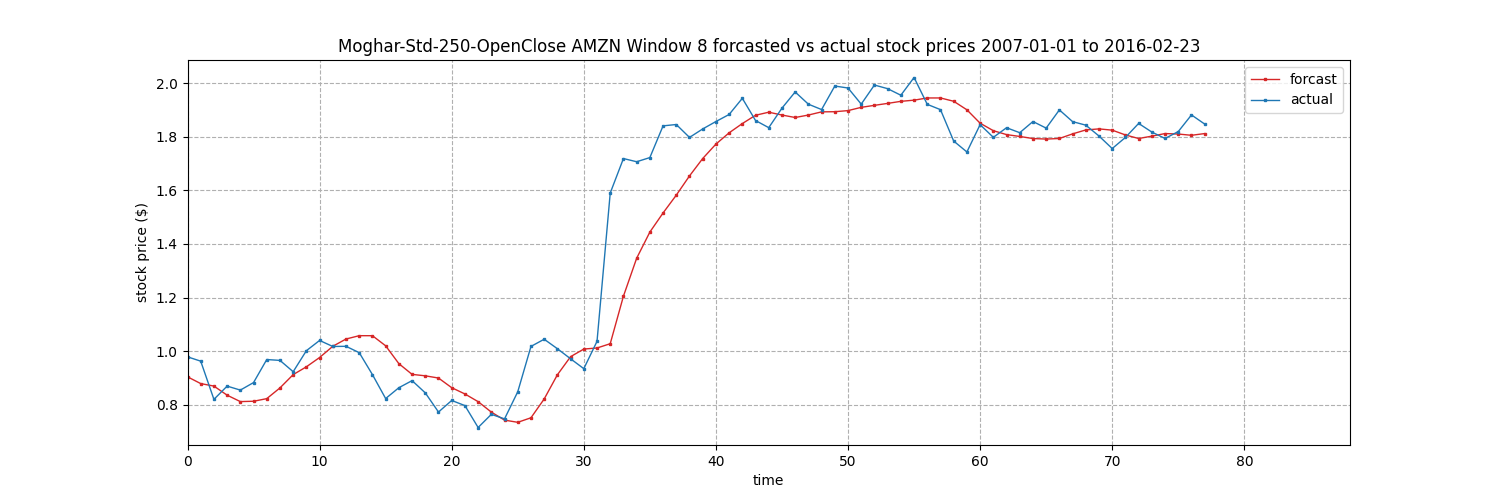 Moghar-Std-250-OpenClose AMZN Window 8 forcasted vs actual stock prices 2007-01-01 to 2016-02-23
forcast
actual
2.0
1.8
1.6
1.4
1.2
1.0
0.8
stock price ($)
0 10 20 30 40 50 60 70 80
time